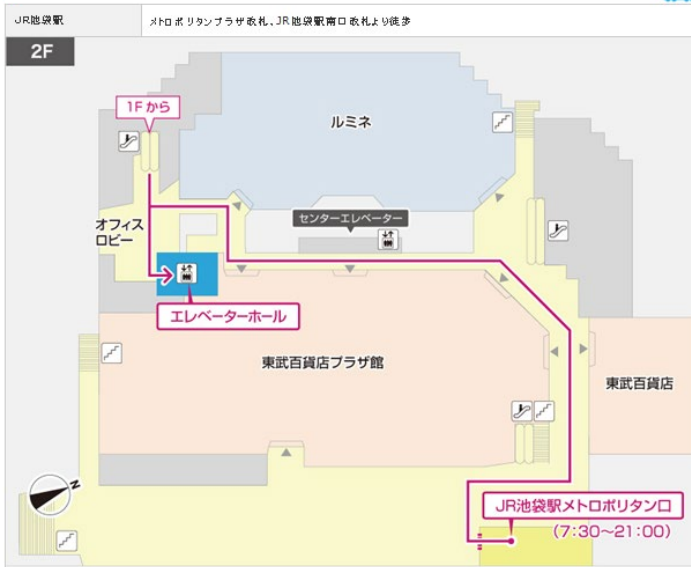 JR池袋駅
メトロポリタンプラザ改札、JR池袋駅南口改札より徒歩
2F
1Fから
ルミネ
オフィス
ロビー
センターエレベーター
エレベーターホール
東武百貨店プラザ館
東武百貨店
N
JR池袋駅メトロポリタン口
(7:30〜21:00)